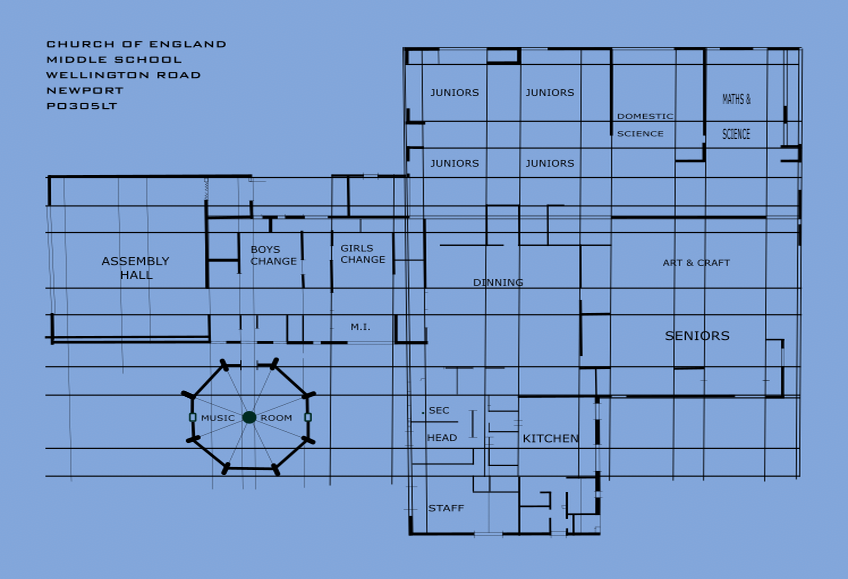 CHURCH OF ENGLAND
MIDDLE SCHOOL
WELLINGTON ROAD
NEWPORT
PO305LT
JUNIORS
JUNIORS
MATHS &
DOMESTIC
SCIENCE
SCIENCE
JUNIORS
JUNIORS
ASSEMBLY
HALL
BOYS
CHANGE
GIRLS
CHANGE
ART & CRAFT
DINNING
M.I.
SENIORS
MUSIC ROOM
SEC
HEAD
KITCHEN
STAFF